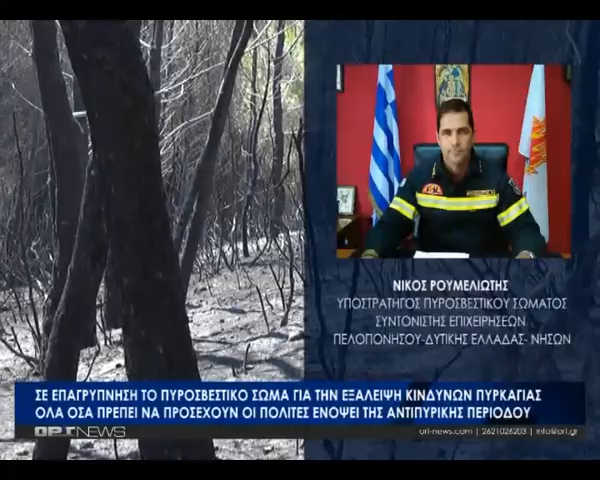 ΝΙΚΟΣ ΡΟΥΜΕΛΙΩΤΗΣ
ΥΠΟΣΤΡΑΤΗΓΟΣ ΠΥΡΟΣΒΕΣΤΙΚΟΥ ΣΩΜΑΤΟΣ
ΣΥΝΤΟΝΙΣΤΗΣ ΕΠΙΧΕΙΡΗΣΕΩΝ
ΠΕΛΟΠΟΝΗΣΟΥ-ΔΥΤΙΚΗΣ ΕΛΛΑΔΑΣ- ΝΗΣΩΝ
ΣΕ ΕΠΑΓΡΥΠΝΗΣΗ ΤΟ ΠΥΡΟΣΒΕΣΤΙΚΟ ΣΩΜΑ ΓΙΑ ΤΗΝ ΕΞΑΛΕΙΨΗ ΚΙΝΔΥΝΩΝ ΠΥΡΚΑΓΙΑΣ
ΟΛΑ ΟΣΑ ΠΡΕΠΕΙ ΝΑ ΠΡΟΣΕΧΟΥΝ ΟΙ ΠΟΛΙΤΕΣ ΕΝΟΨΕΙ ΤΗΣ ΑΝΤΙΠΥΡΙΚΗΣ ΠΕΡΙΟΔΟΥ
ORT NEWS
ort-news.com | 2621026203 | info@ort.gr